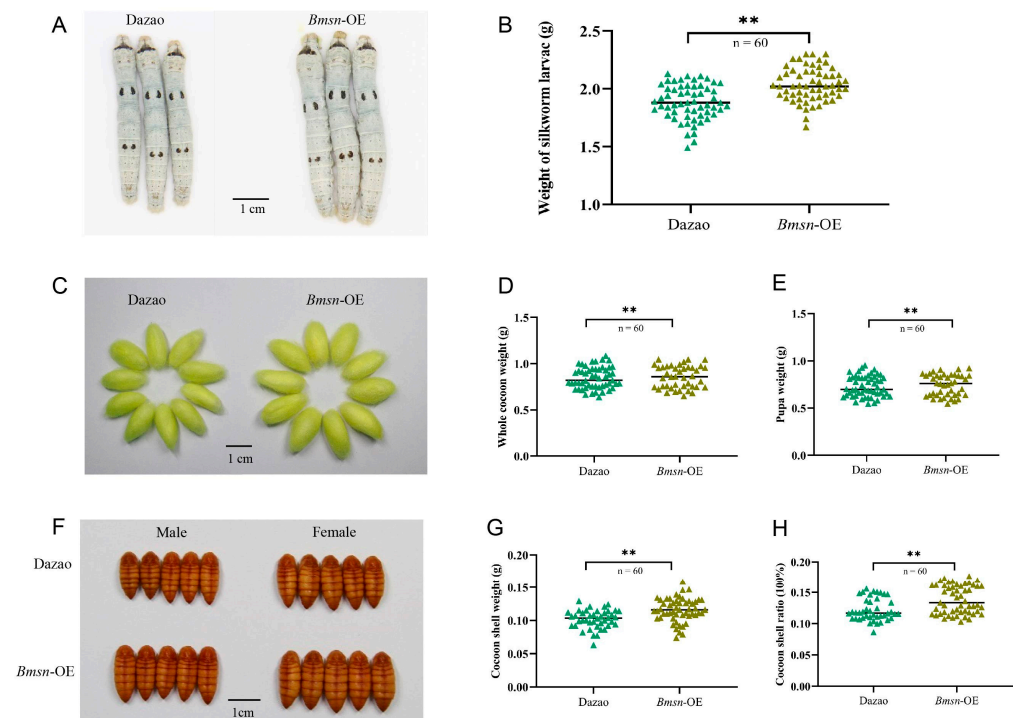 A
Dazao
Bmsn-OE
1 cm
B
Weight of silkworm larvac (g)
2.5
2.0
1.5
1.0
**
n = 60
Dazao
Bmsn-OE
C
Dazao
Bmsn-OE
1 cm
D
Whole cocoon weight (g)
1.5
1.0
0.5
0.0
**
n = 60
Dazao
Bmsn-OE
E
Pupa weight (g)
1.5
1.0
0.5
0.0
**
n = 60
Dazao
Bmsn-OE
F
Male
Female
Dazao
Bmsn-OE
1cm
G
Cocoon shell weight (g)
0.20
0.15
0.10
0.05
0.00
**
n = 60
Dazao
Bmsn-OE
H
Cocoon shell ratio (100%)
0.20
0.15
0.10
0.05
0.00
**
n = 60
Dazao
Bmsn-OE